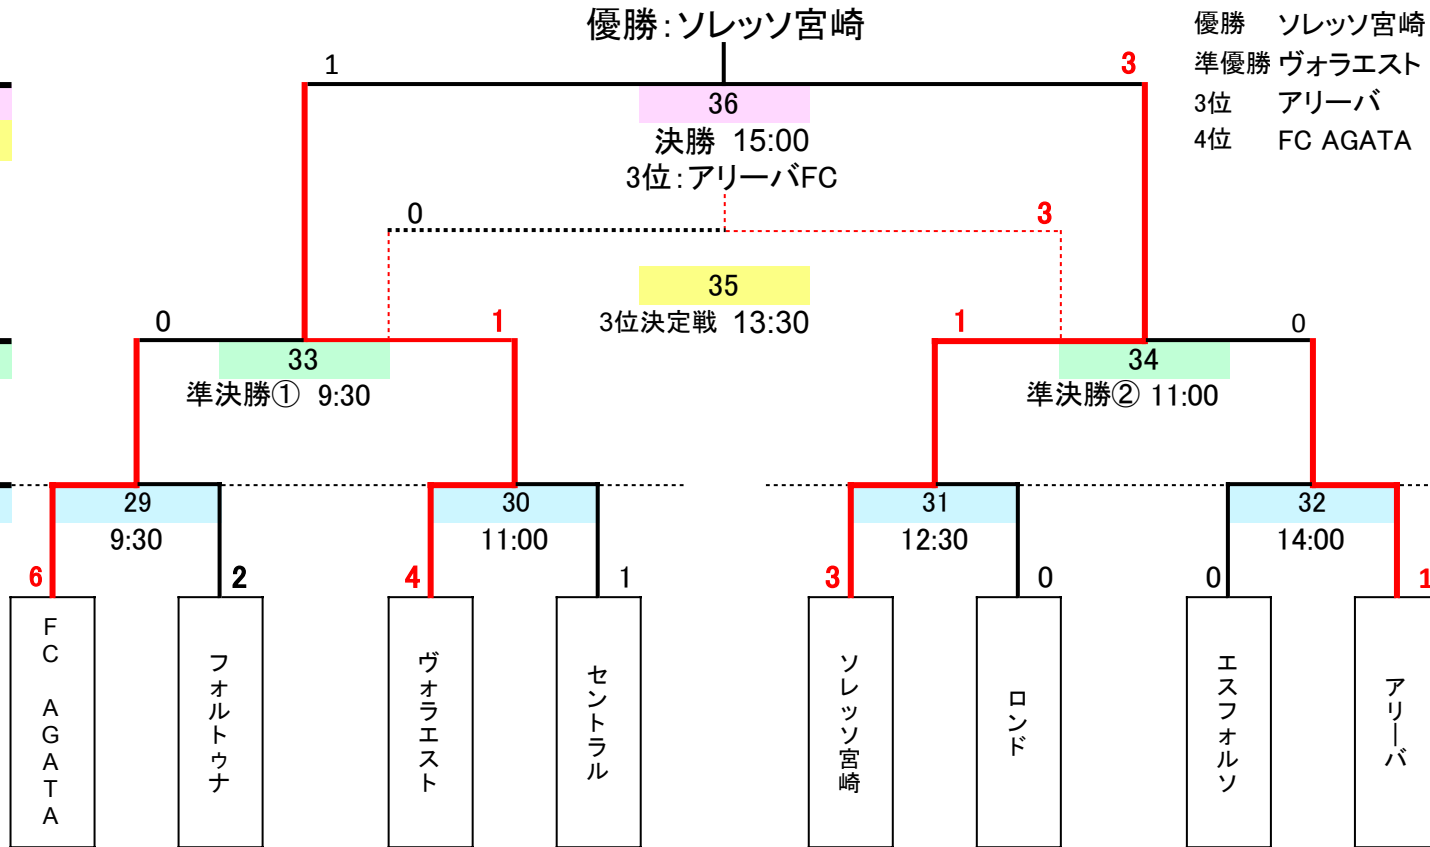 優勝：ソレッソ宮崎
優勝 ソレッソ宮崎
準優勝 ヴォラエスト
3位 アリーバ
4位 FC AGATA
1
3
36
決勝 15:00
3位：アリーバFC
0
3
35
3位決定戦 13:30
0
1
1
0
33
34
準決勝① 9:30
準決勝② 11:00
29
30
31
32
9:30
11:00
12:30
14:00
6
2
4
1
3
0
0
1
FC AGATA
フォルトゥナ
ヴォラエスト
セントラル
ソレッソ宮崎
ロンド
エスフォルソ
アリーバ